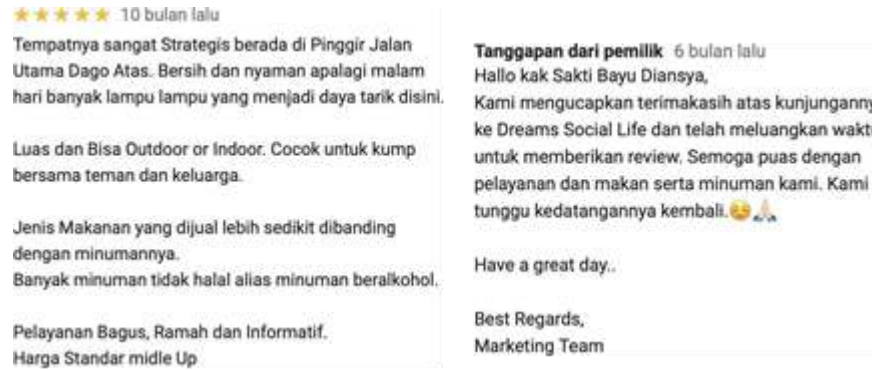 10 bulan lalu
Tempatnya sangat Strategis berada di Pinggir Jalan
Utama Dago Atas. Bersih dan nyaman apalagi malam
hari banyak lampu lampu yang menjadi daya tarik disini.
Luas dan Bisa Outdoor or Indoor. Cocok untuk kump
bersama teman dan keluarga.
Jenis Makanan yang dijual lebih sedikit dibanding
dengan minumannya.
Banyak minuman tidak halal alias minuman beralkohol.
Pelayanan Bagus, Ramah dan Informatif.
Harga Standar midle Up
Tanggapan dari pemilik 6 bulan lalu
Hallo kak Sakti Bayu Diansya,
Kami mengucapkan terimakasih atas kunjunganny
ke Dreams Social Life dan telah meluangkan wakt
untuk memberikan review. Semoga puas dengan
pelayanan dan makan serta minuman kami. Kami
tunggu kedatangannya kembali.😊🙏🏻
Have a great day..
Best Regards,
Marketing Team